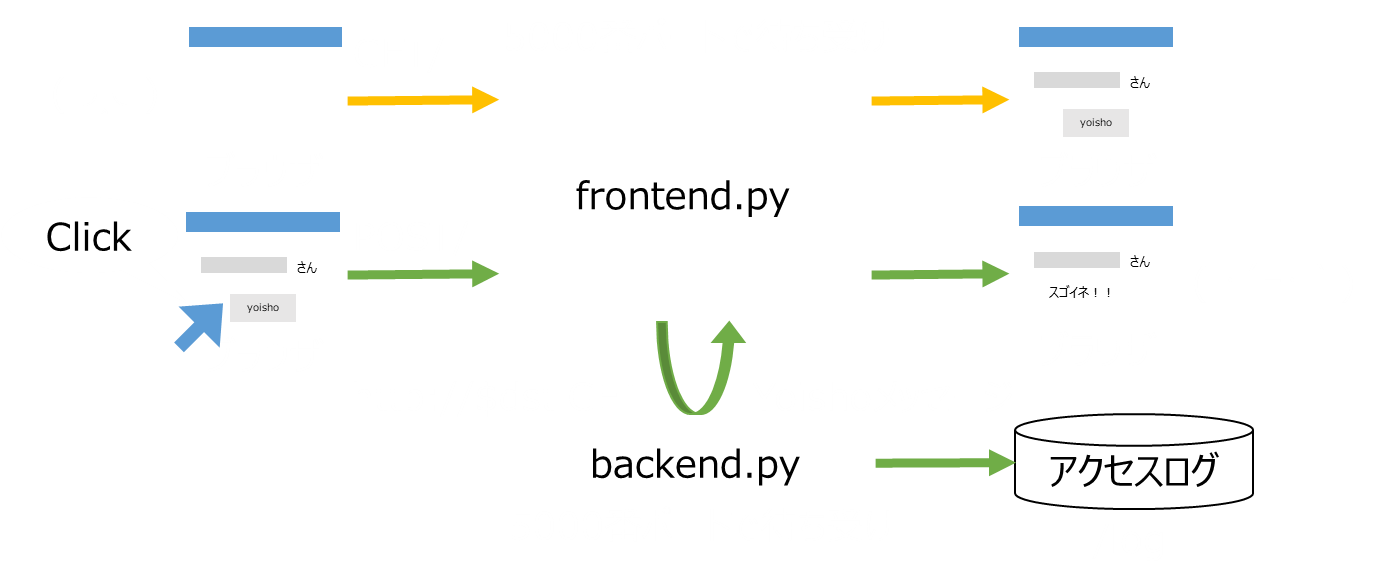 さん
yoisho
frontend.py
Click
さん
yoisho
さん
スゴイネ！！
backend.py
アクセスログ